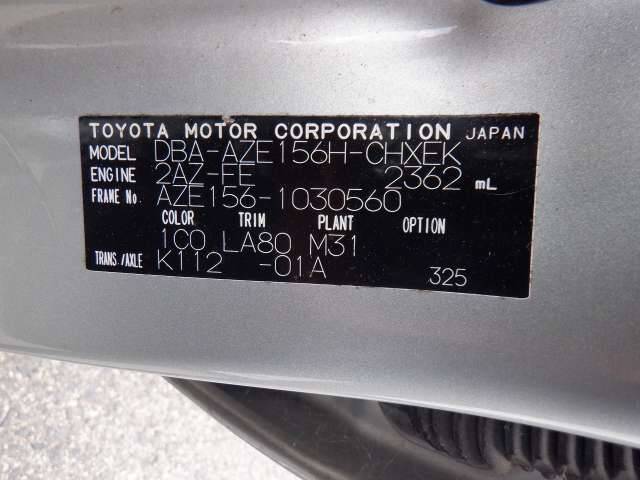 TOYOTA MOTOR CORPORATION JAPAN
MODEL DBA-AZE156H-CHXEK
ENGINE 2AZ-FE 2362 mL
FRAME No. AZE156-1030560
COLOR TRIM PLANT OPTION
1C0 LA80 M31
TRANS./AXLE K112 -01A 325